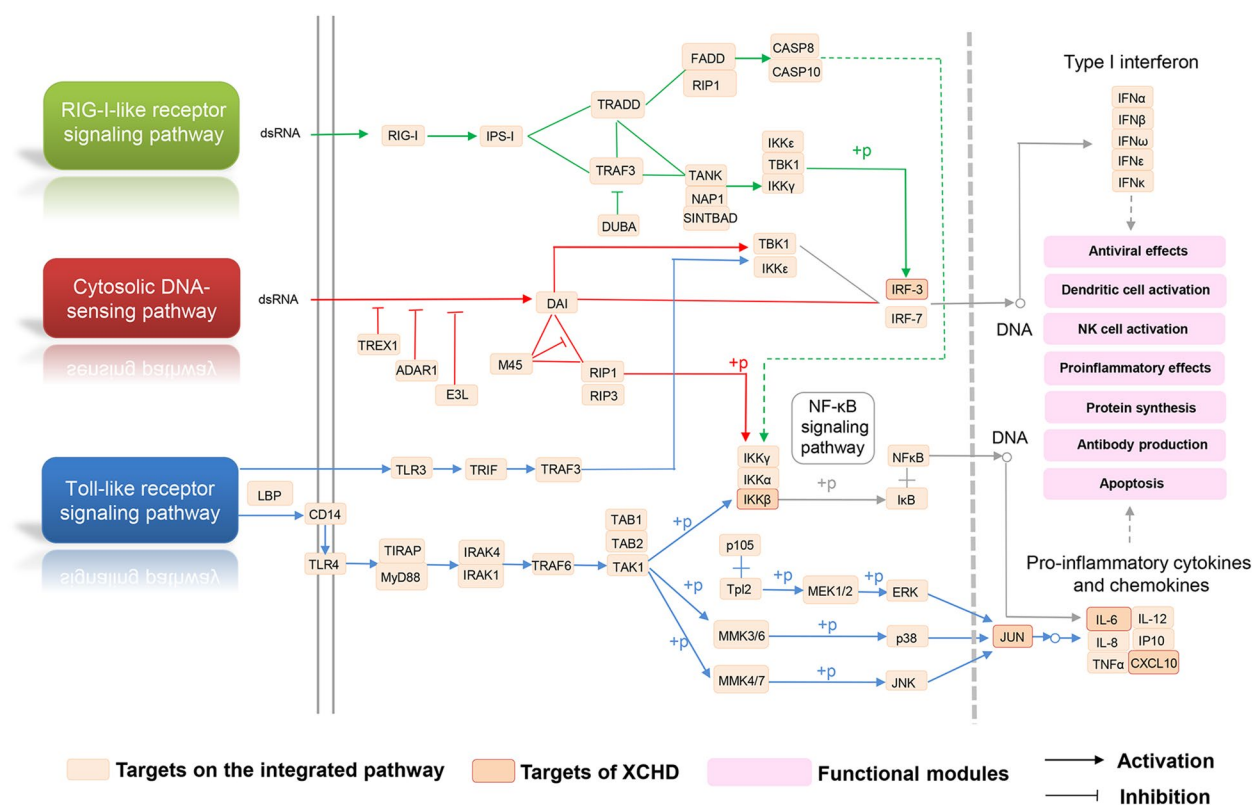 RIG-I-like receptor
signaling pathway
dsRNA
RIG-I
IPS-I
TRADD
TRAF3
DUBA
FADD
RIP1
CASP8
CASP10
TANK
NAP1
SINTBAD
IKKε
TBK1
IKKγ
+p
Type I interferon
IFNα
IFNβ
IFNω
IFNε
IFNκ
Cytosolic DNA-
sensing pathway
sensing pathway
dsRNA
TREX1
ADAR1
E3L
DAI
M45
RIP1
RIP3
TBK1
IKKε
+p
IRF-3
IRF-7
DNA
Antiviral effects
Dendritic cell activation
NK cell activation
Proinflammatory effects
Protein synthesis
Antibody production
Apoptosis
Toll-like receptor
signaling pathway
signaling pathway
LBP
CD14
TLR4
TLR3
TRIF
TRAF3
TIRAP
MyD88
IRAK4
IRAK1
TRAF6
TAB1
TAB2
TAK1
+p
+p
+p
NF-κB
signaling
pathway
IKKγ
IKKα
IKKβ
+p
NFκB
IκB
DNA
p105
Tpl2
+p
MEK1/2
+p
ERK
MMK3/6
+p
p38
MMK4/7
+p
JNK
JUN
Pro-inflammatory cytokines
and chemokines
IL-6
IL-12
IL-8
IP10
TNFα
CXCL10
Targets on the integrated pathway
Targets of XCHD
Functional modules
Activation
Inhibition